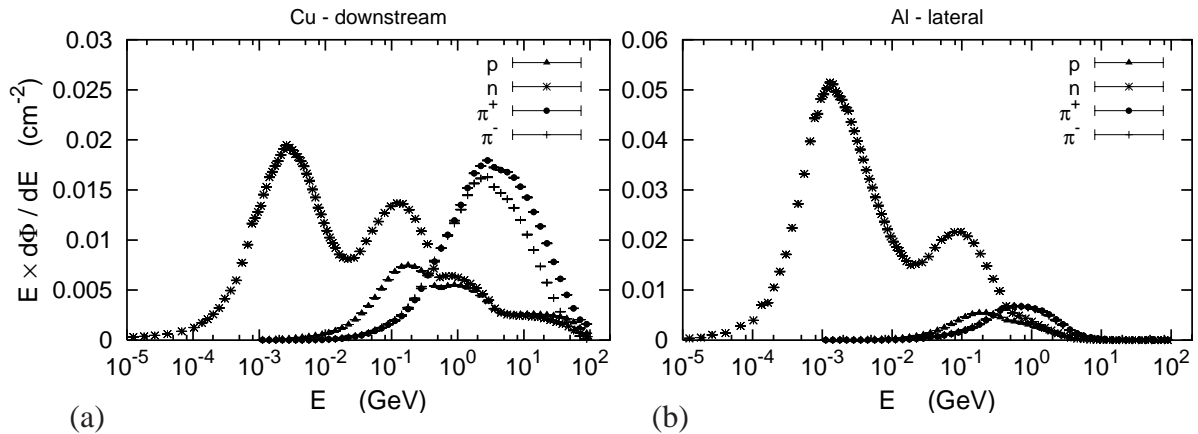 Cu - downstream
E × dΦ / dE (cm⁻²)
0.03
0.025
0.02
0.015
0.01
0.005
0
p
n
π⁺
π⁻
10⁻⁵ 10⁻⁴ 10⁻³ 10⁻² 10⁻¹ 10⁰ 10¹ 10²
E (GeV)
(a)
Al - lateral
0.06
0.05
0.04
0.03
0.02
0.01
0
p
n
π⁺
π⁻
10⁻⁵ 10⁻⁴ 10⁻³ 10⁻² 10⁻¹ 10⁰ 10¹ 10²
E (GeV)
(b)